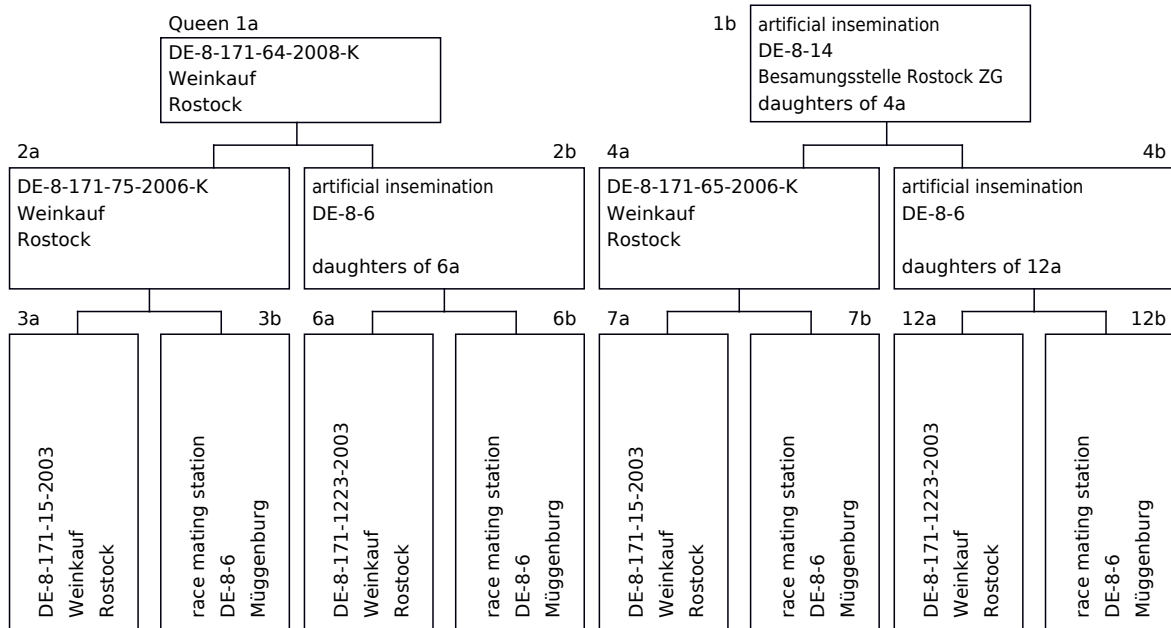 Queen 1a
DE-8-171-64-2008-K
Weinkauf
Rostock
1b
artificial insemination
DE-8-14
Besamungsstelle Rostock ZG
daughters of 4a
2a
DE-8-171-75-2006-K
Weinkauf
Rostock
2b
artificial insemination
DE-8-6
daughters of 6a
4a
DE-8-171-65-2006-K
Weinkauf
Rostock
4b
artificial insemination
DE-8-6
daughters of 12a
3a
DE-8-171-15-2003
Weinkauf
Rostock
3b
race mating station
DE-8-6
Müggenburg
6a
DE-8-171-1223-2003
Weinkauf
Rostock
6b
race mating station
DE-8-6
Müggenburg
7a
DE-8-171-15-2003
Weinkauf
Rostock
7b
race mating station
DE-8-6
Müggenburg
12a
DE-8-171-1223-2003
Weinkauf
Rostock
12b
race mating station
DE-8-6
Müggenburg